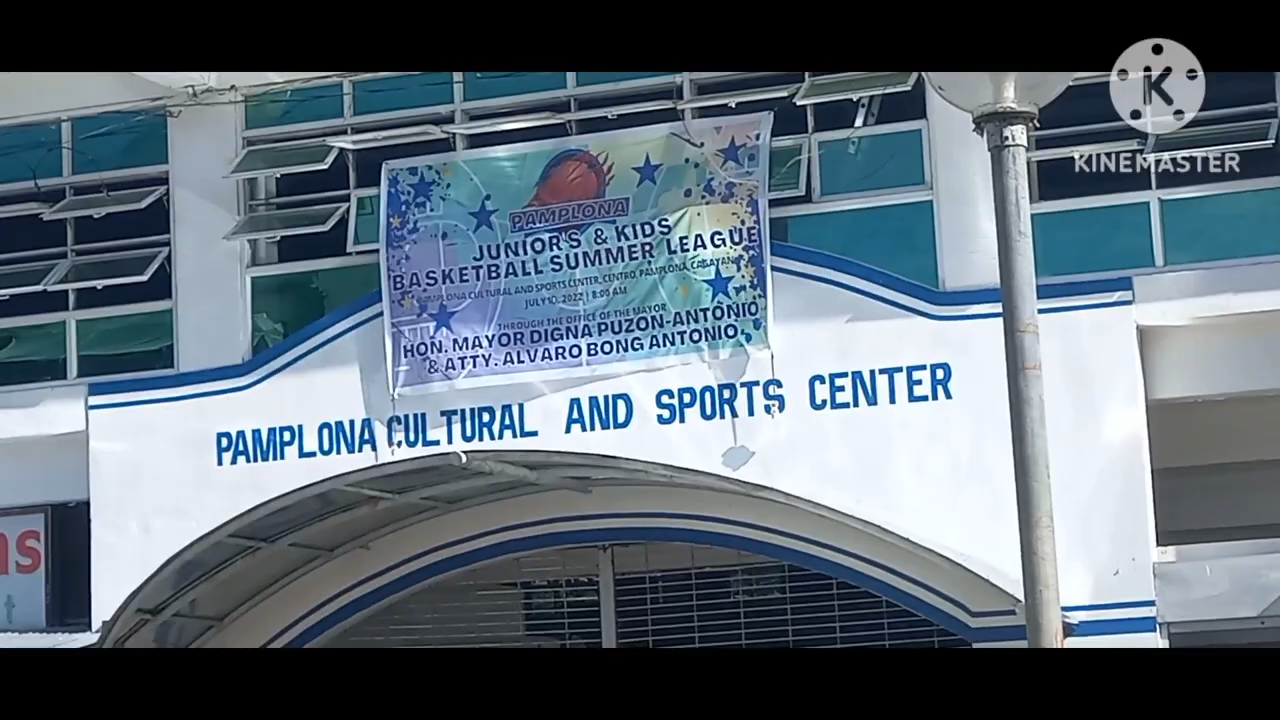 KINEMASTER
PAMPLONA
JUNIOR'S & KIDS
BASKETBALL SUMMER LEAGUE
PAMPLONA CULTURAL AND SPORTS CENTER, CENTRO, PAMPLONA, CAGAYAN
JULY 10, 2022 | 8:00 AM
THROUGH THE OFFICE OF THE MAYOR
HON. MAYOR DIGNA PUZON-ANTONIO
& ATTY. ALVARO BONG ANTONIO
PAMPLONA CULTURAL AND SPORTS CENTER